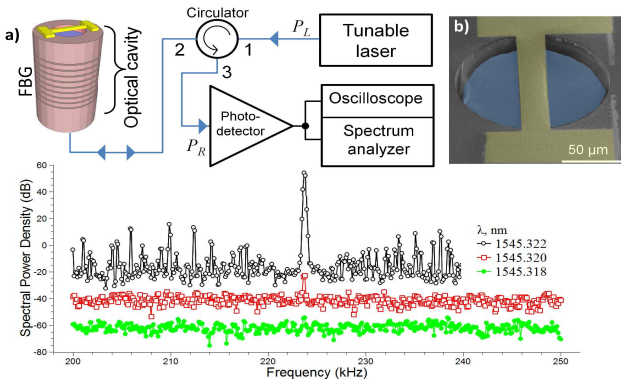 a)
FBG
Optical cavity
Circulator
2
1
3
P_L
Tunable
laser
P_R
Photo-
detector
Oscilloscope
Spectrum
analyzer
b)
50 µm
Spectral Power Density (dB)
60
40
20
0
-20
-40
-60
-80
λ, nm
1545.322
1545.320
1545.318
200
210
220
230
240
250
Frequency (kHz)